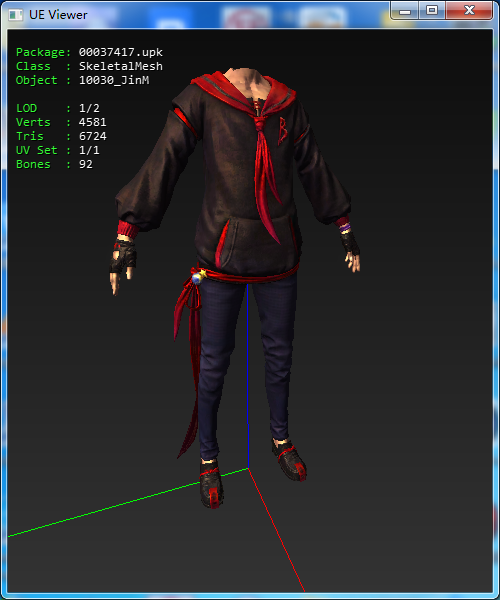 UE Viewer
Package: 00037417.upk
Class : SkeletalMesh
Object : 10030_JinM
LOD : 1/2
Verts : 4581
Tris : 6724
UV Set : 1/1
Bones : 92
B